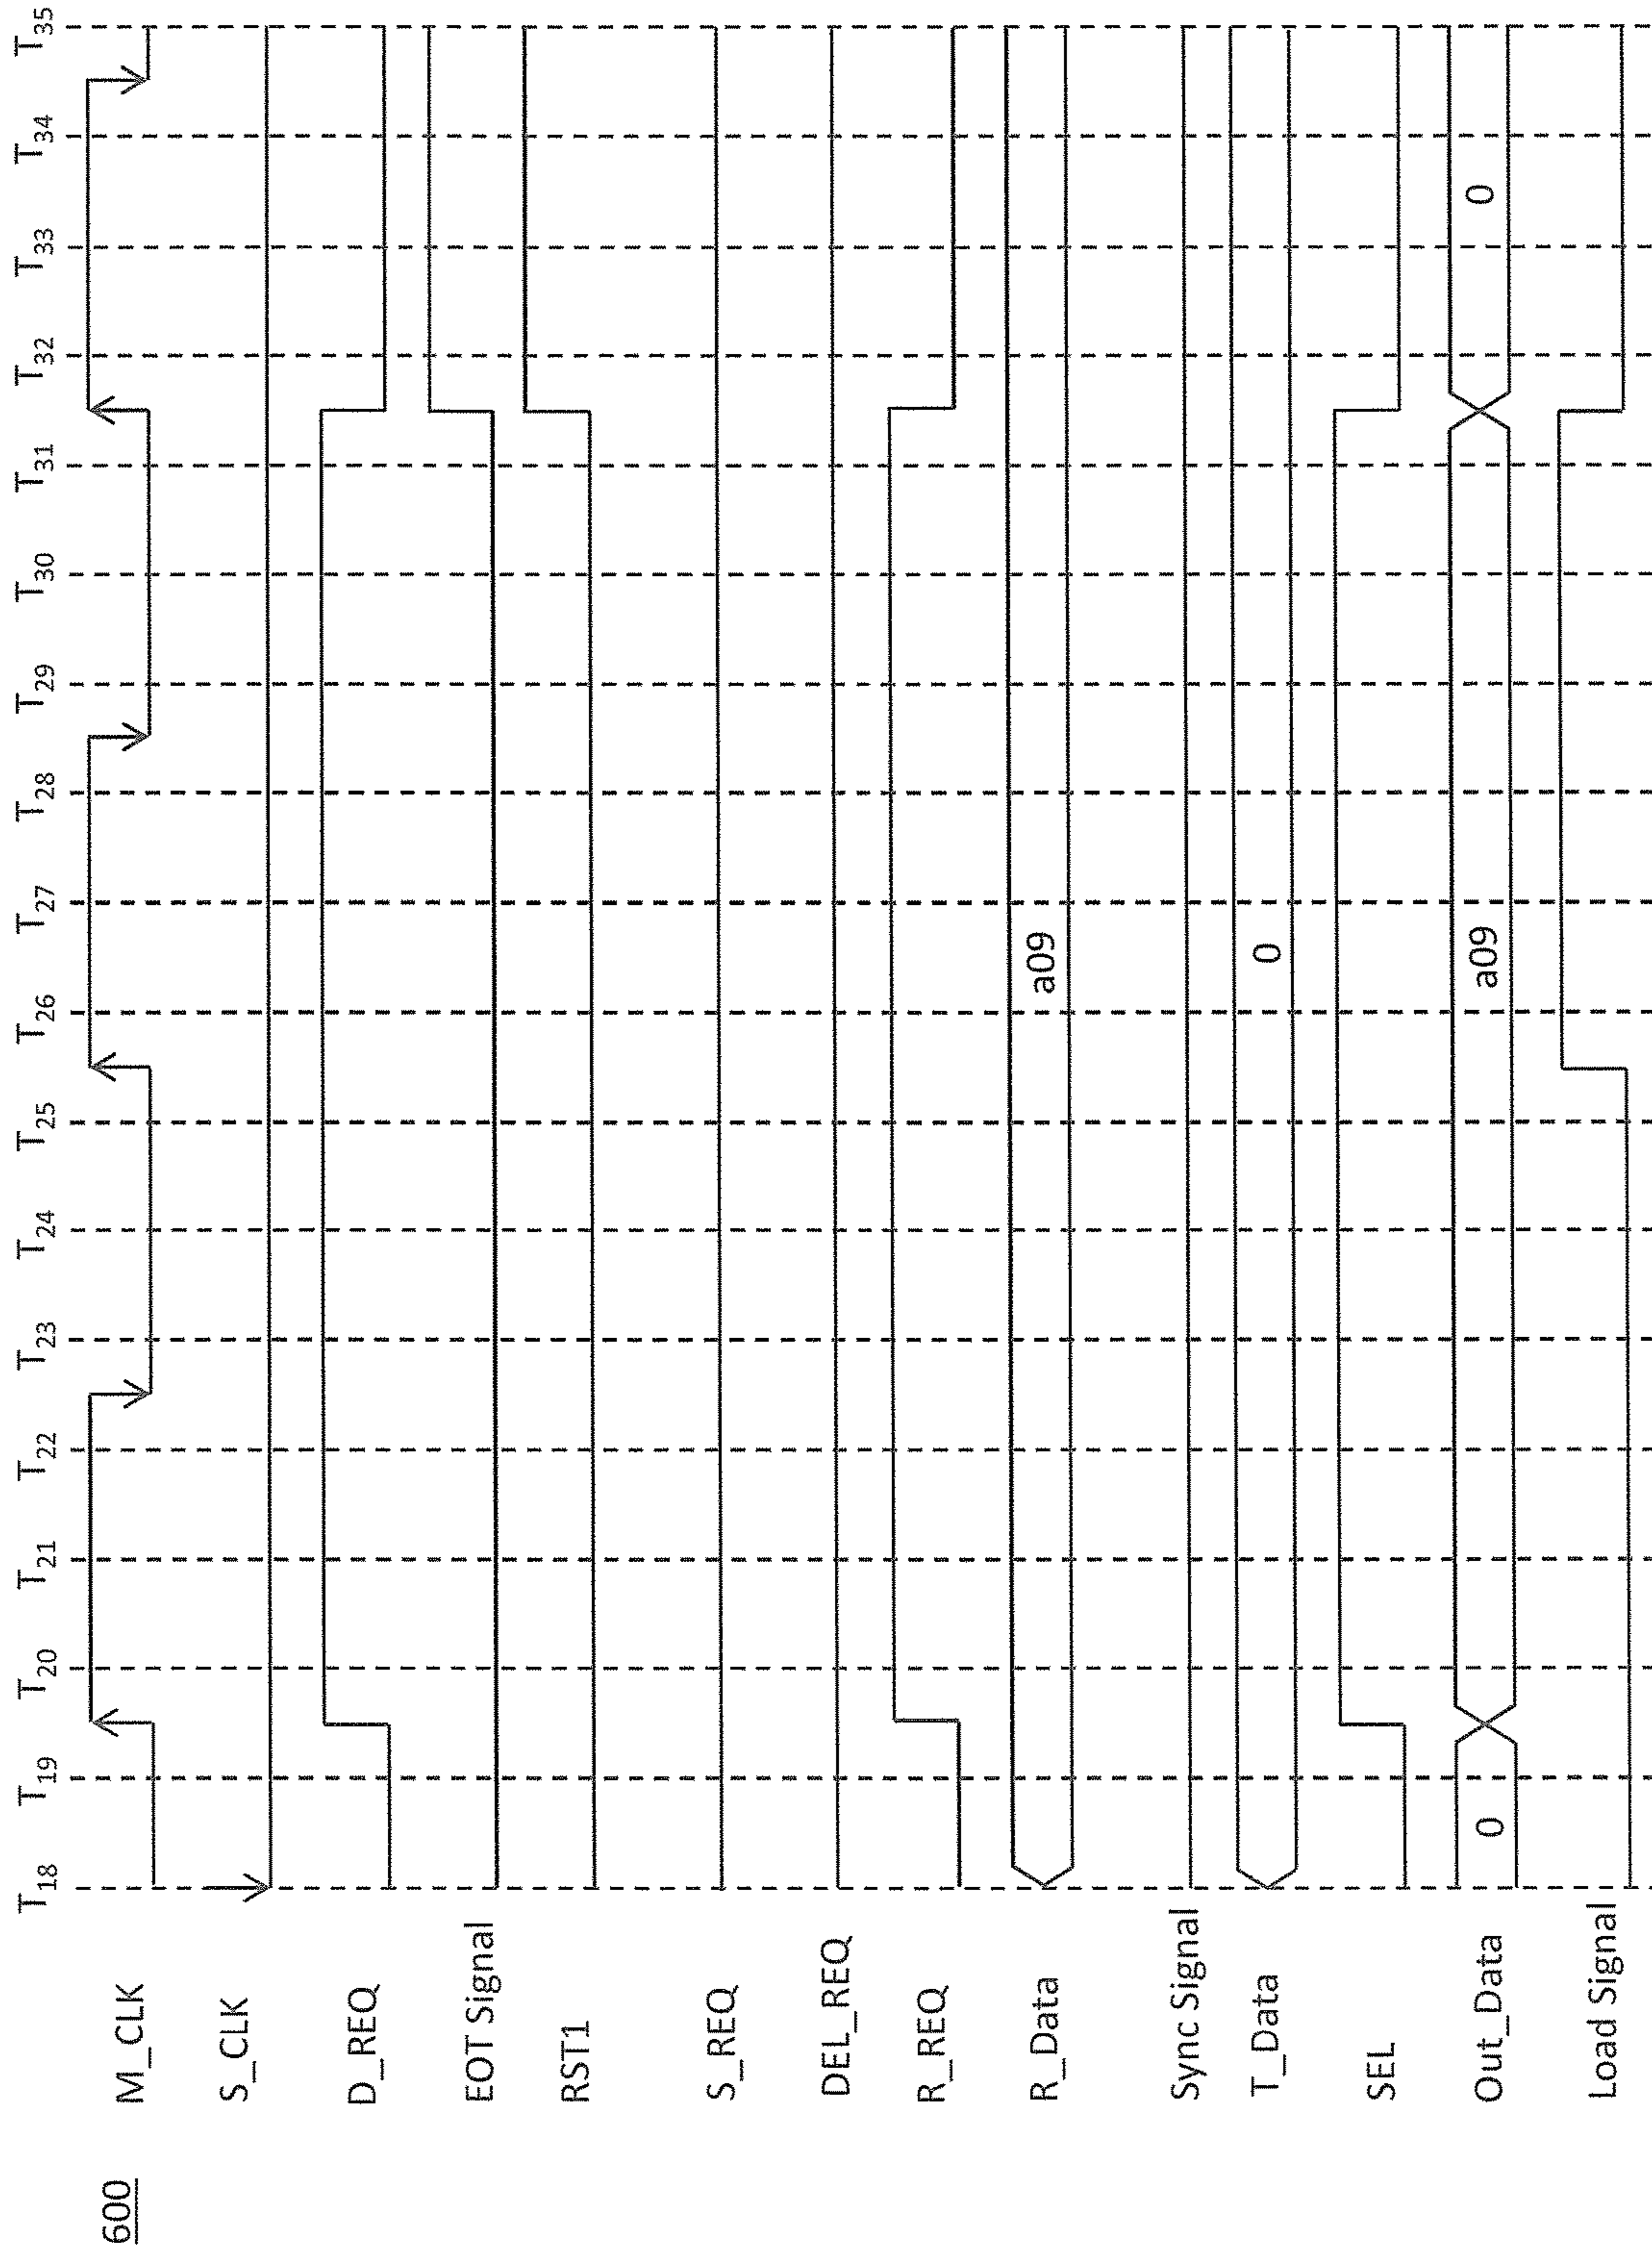 600
T18 T19 T20 T21 T22 T23 T24 T25 T26 T27 T28 T29 T30 T31 T32 T33 T34 T35
M_CLK
S_CLK
D_REQ
EOT Signal
RST1
S_REQ
DEL_REQ
R_REQ
R_Data a09
Sync Signal
T_Data 0
SEL
Out_Data 0 a09 0
Load Signal